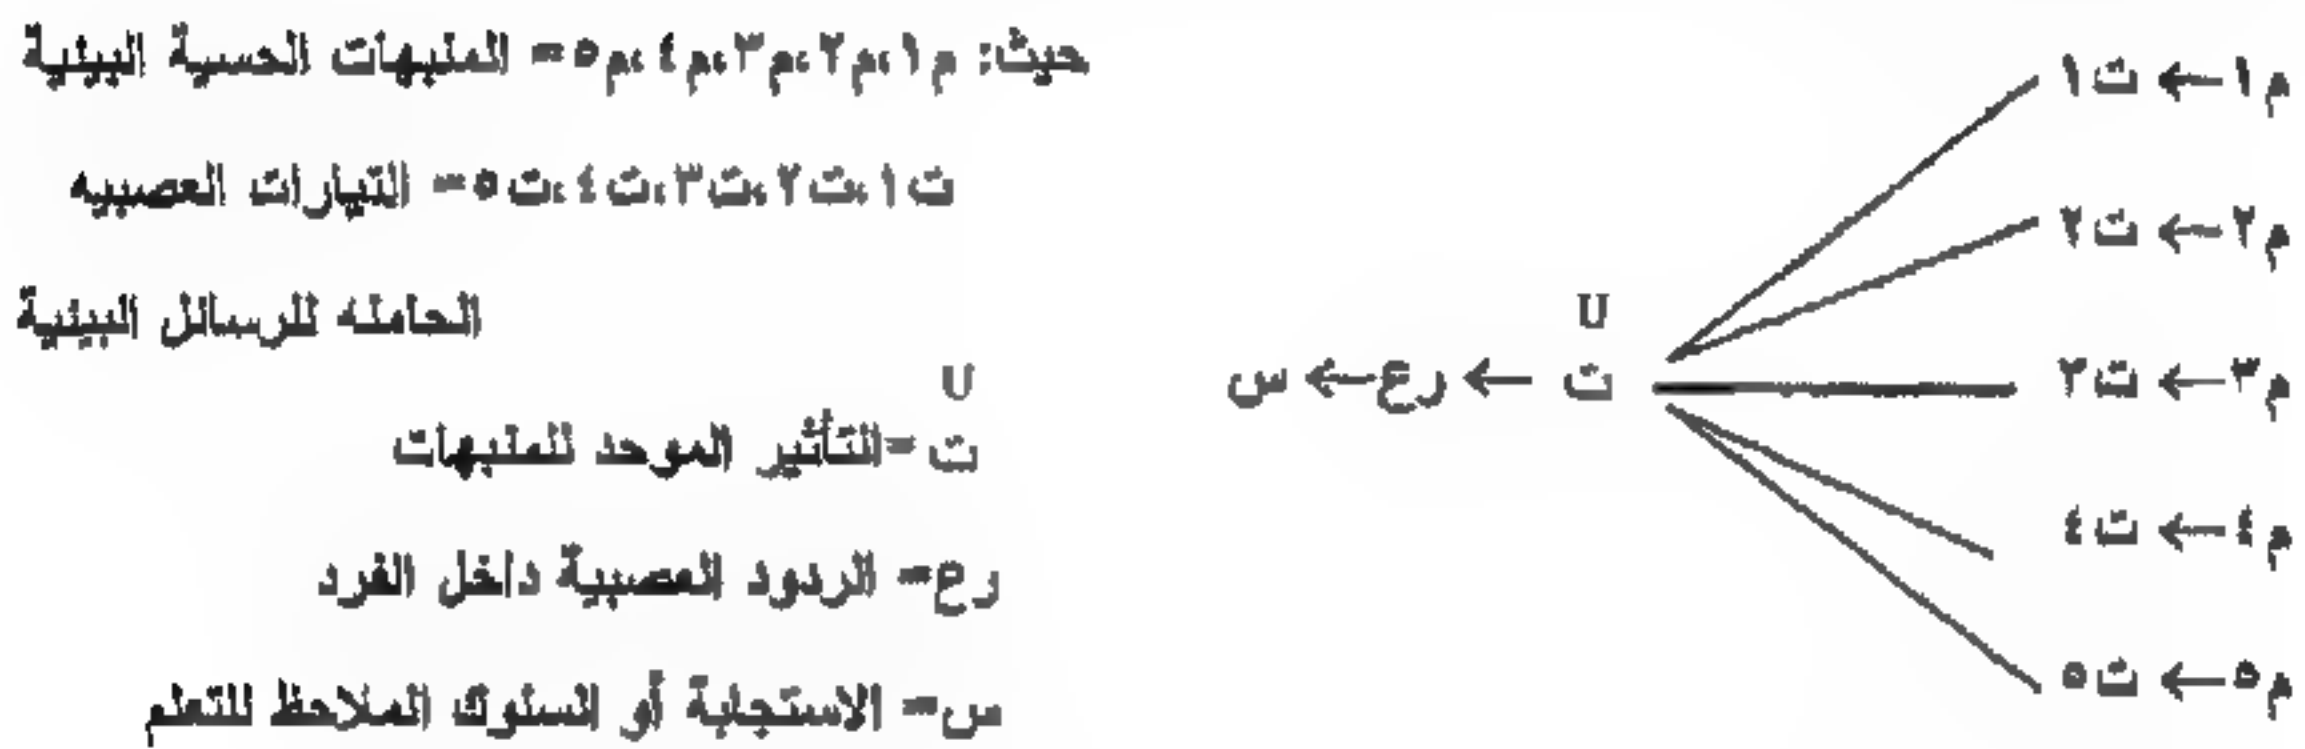 م١ ← ت١
م٢ ← ت٢
م٣ ← ت٣
م٤ ← ت٤
م٥ ← ت٥
U
ت ← رع ← س
حيث: م١،م٢،م٣،م٤،م٥= المنبهات الحسية البيئية
ت١،ت٢،ت٣،ت٤،ت٥= التيارات العصبيه
الحامله للرسائل البيئية
U
ت =التأثير الموحد للمنبهات
رع= الردود العصبية داخل الفرد
س= الاستجابة أو السلوك الملاحظ للتعلم